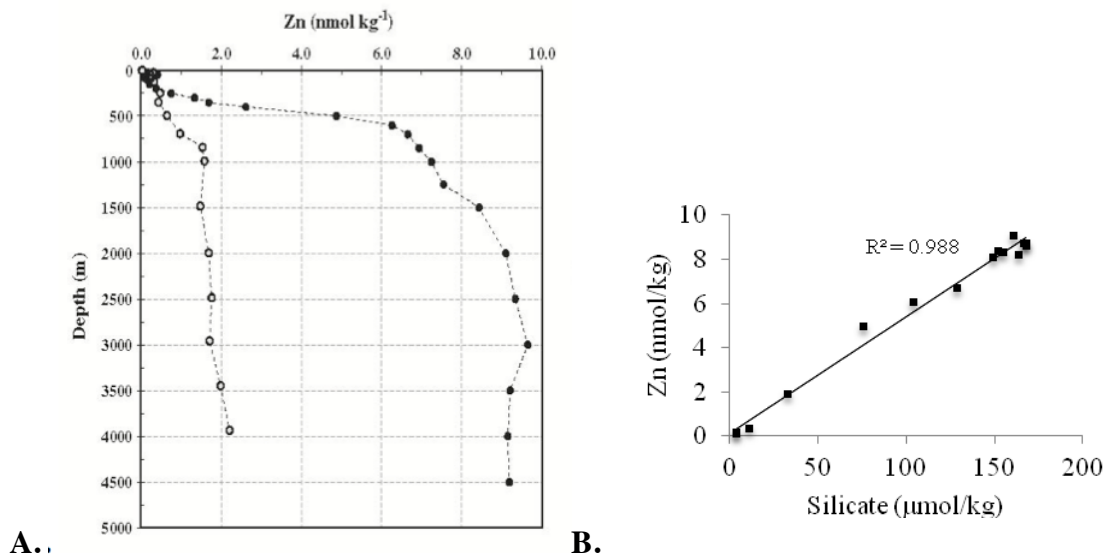 Zn (nmol kg-1)
0.0 2.0 4.0 6.0 8.0 10.0
0
500
1000
1500
2000
2500
3000
3500
4000
4500
5000
Depth (m)
A.
10
8
6
4
2
0
Zn (nmol/kg)
R² = 0.988
0 50 100 150 200
Silicate (µmol/kg)
B.